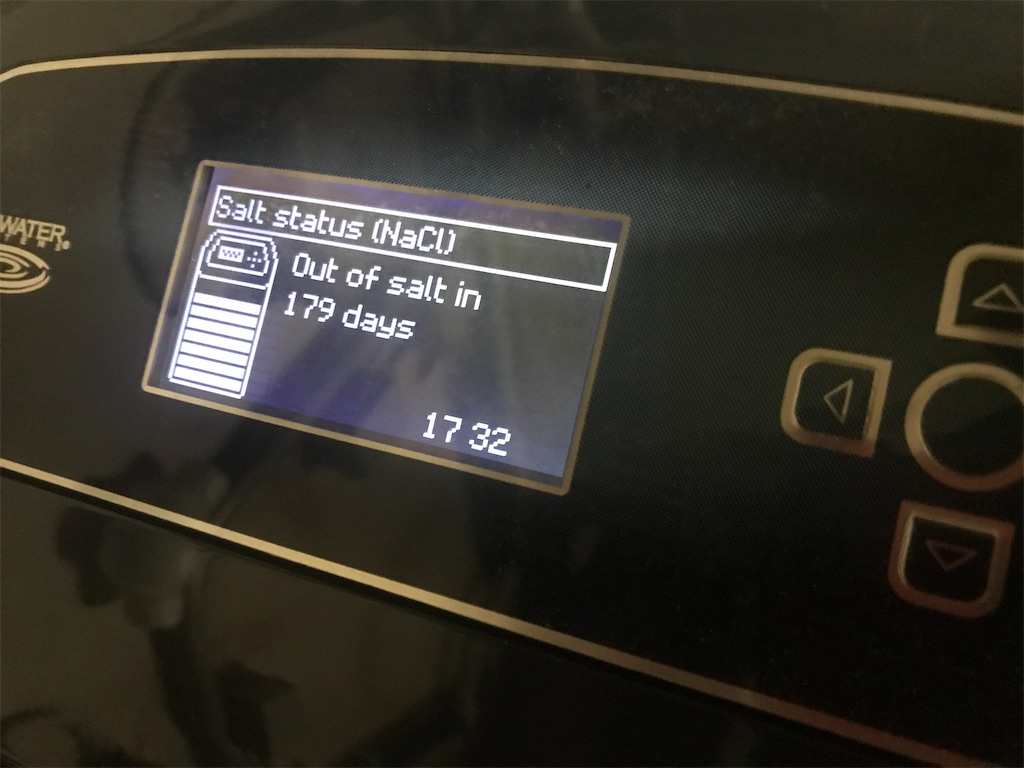 WATER
Salt status (NaCl)
Out of salt in
179 days
17 32